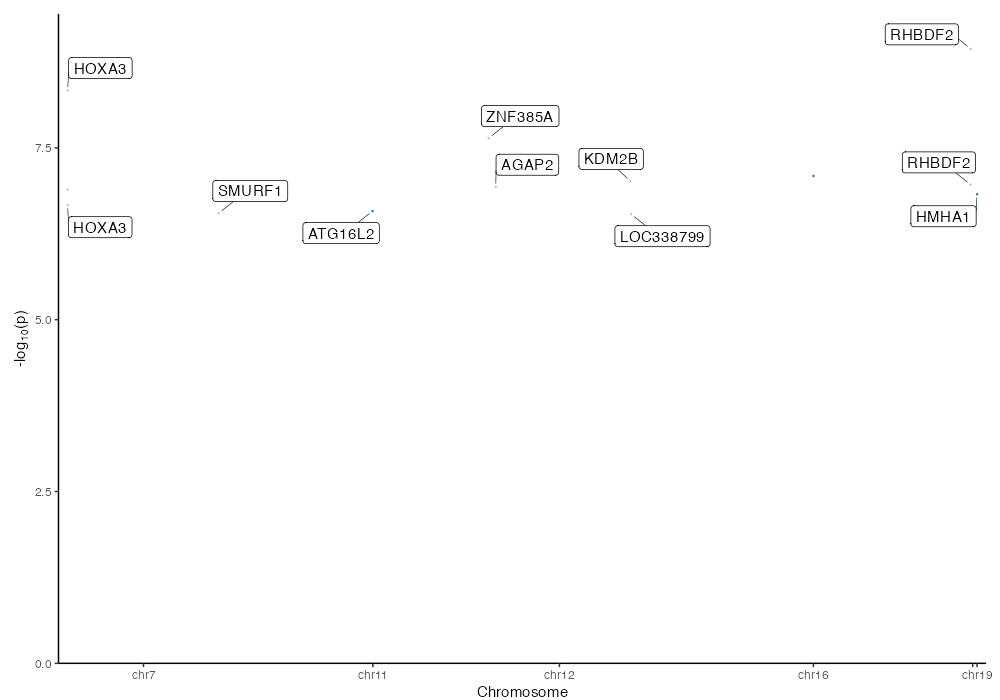 RHBDF2
HOXA3
ZNF385A
7.5
KDM2B
AGAP2
RHBDF2
SMURF1
HMHA1
HOXA3
ATG16L2
LOC338799
-log10(p)
5.0
2.5
0.0
chr7
chr11
chr12
chr16
chr19
Chromosome